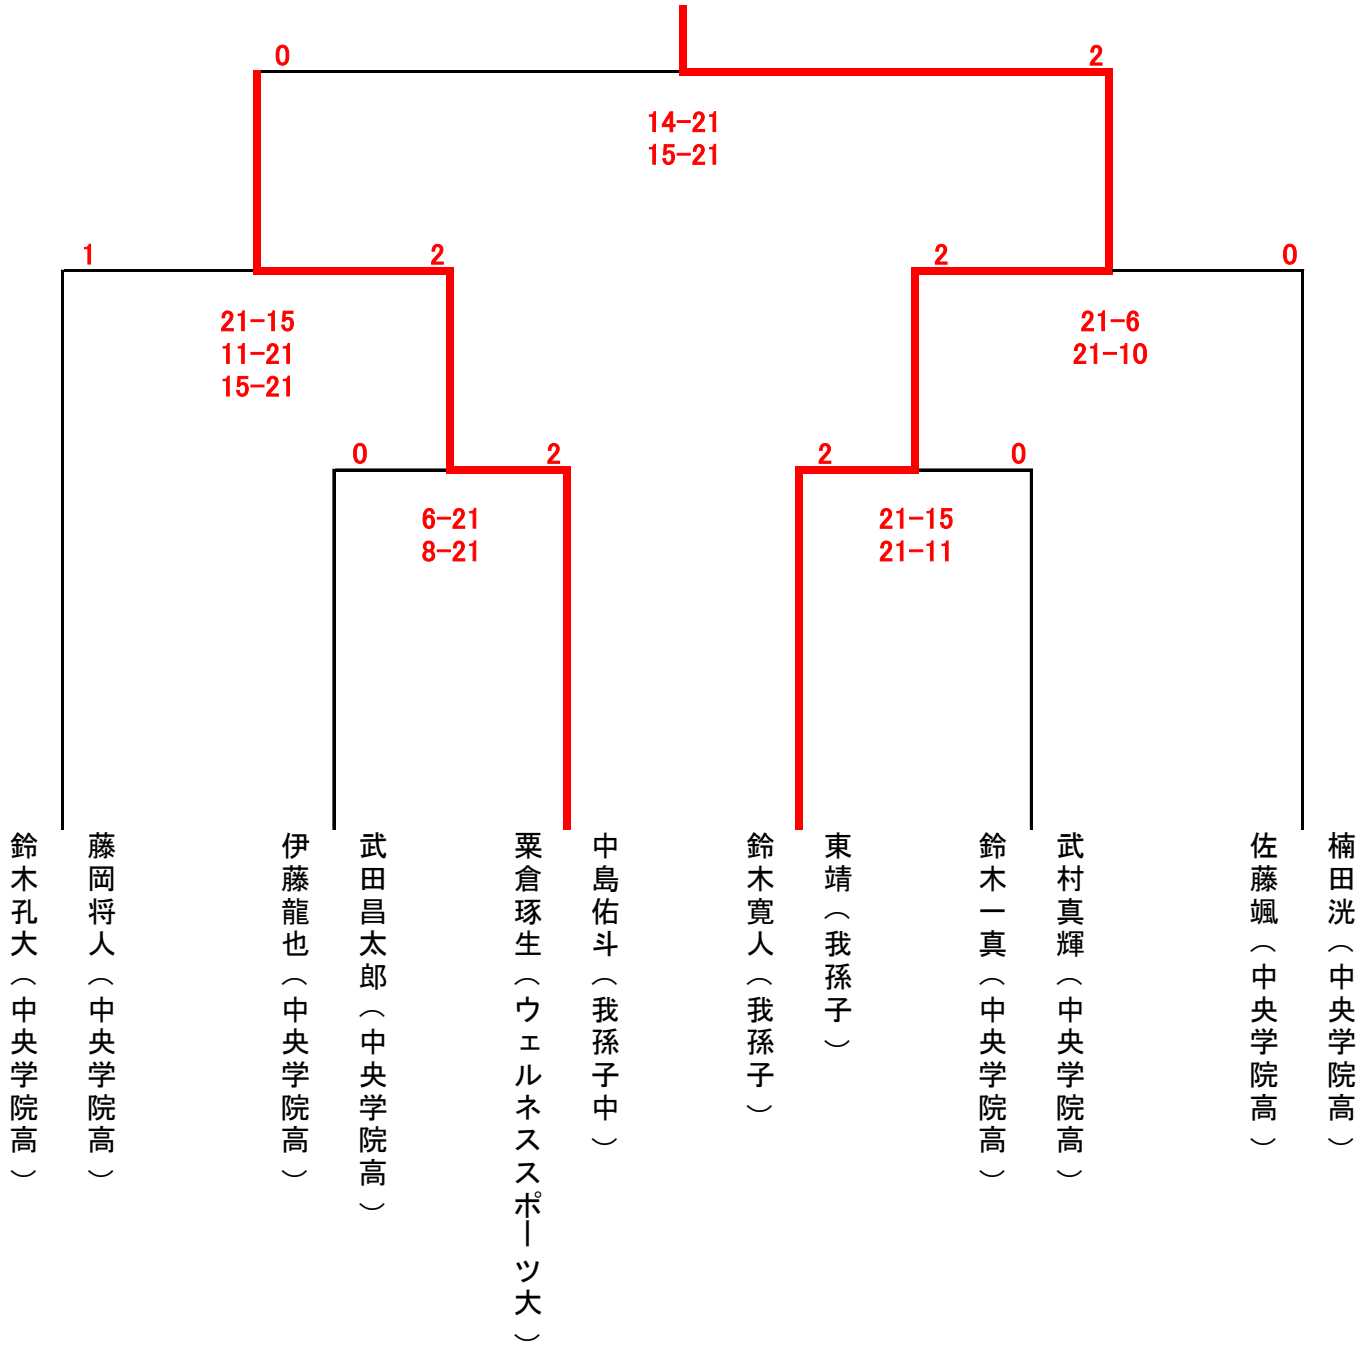 0
2
14-21
15-21
1
2
2
0
21-15
11-21
15-21
21-6
21-10
0
2
2
0
6-21
8-21
21-15
21-11
鈴木孔大（中央学院高）
藤岡将人（中央学院高）
伊藤龍也（中央学院高）
武田昌太郎（中央学院高）
粟倉琢生（ウェルネススポーツ大）
中島佑斗（我孫子中）
鈴木寛人（我孫子）
東靖（我孫子）
鈴木一真（中央学院高）
武村真輝（中央学院高）
佐藤颯（中央学院高）
楠田洸（中央学院高）